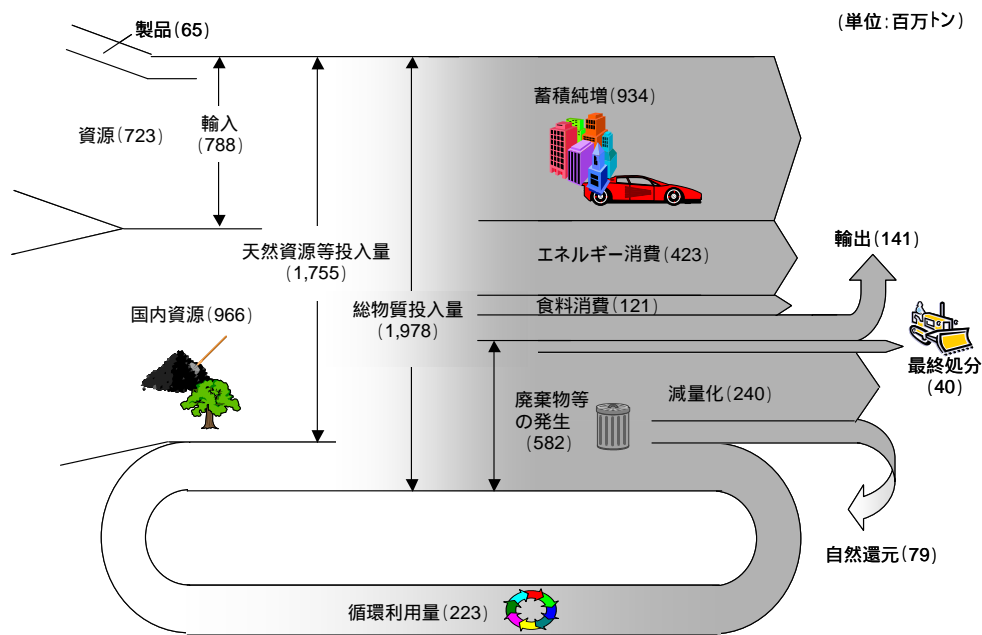 (単位:百万トン)
製品(65)
資源(723)
輸入
(788)
蓄積純増(934)
天然資源等投入量
(1,755)
総物質投入量
(1,978)
エネルギー消費(423)
食料消費(121)
輸出(141)
国内資源(966)
廃棄物等
の発生
(582)
減量化(240)
最終処分
(40)
自然還元(79)
循環利用量(223)